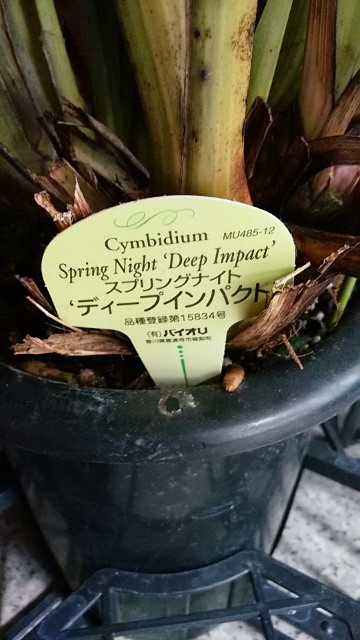 Cymbidium MU485-12
Spring Night 'Deep Impact'
スプリングナイト
'ディープインパクト
品種登録第15834号
(有)バイオU